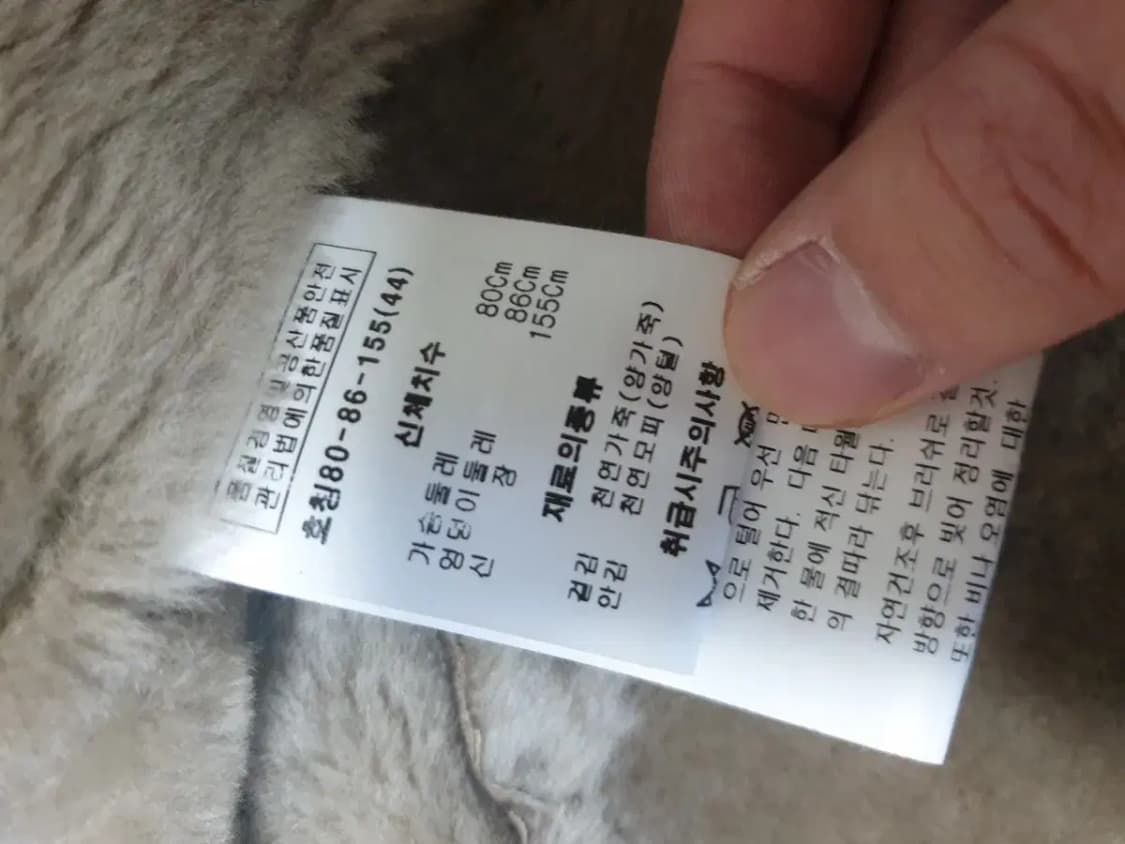 품질경영 및 공산품안전
관리법에의한품질표시
호칭80-86-155(44)
신체치수
가슴둘레 80Cm
엉덩이둘레 86Cm
신장 155Cm
재료의종류
겉감 천연가죽(양가죽)
안감 천연모피(양털)
취급시주의사항
으로 털어 우선
제거한다. 다음
한 물에 적신 타월
의 결따라 닦는다.
자연건조후 브러쉬로
방향으로 빗어 정리할것.
또한 비나 오염에 대한